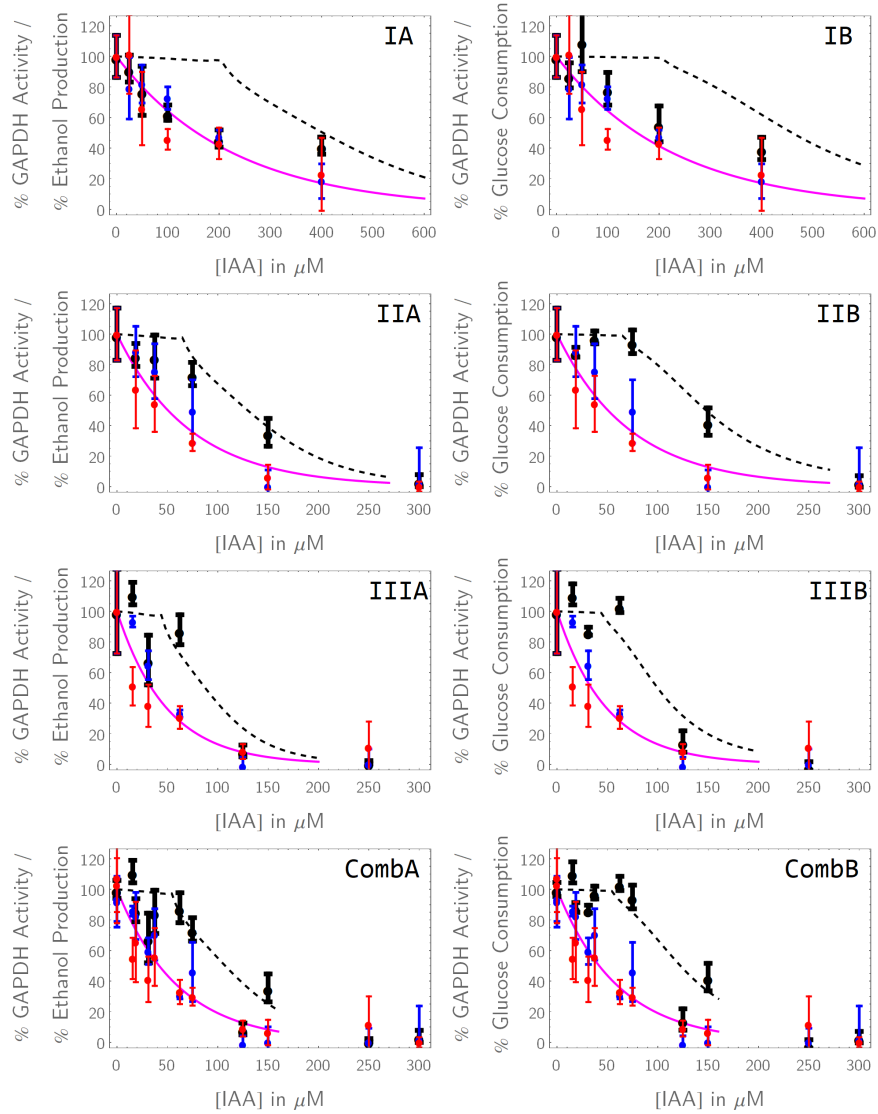 % GAPDH Activity /
% Ethanol Production
IA
120
100
80
60
40
20
0
0 100 200 300 400 500 600
[IAA] in μM
% GAPDH Activity /
% Glucose Consumption
IB
120
100
80
60
40
20
0
0 100 200 300 400 500 600
[IAA] in μM
% GAPDH Activity /
% Ethanol Production
IIA
120
100
80
60
40
20
0
0 50 100 150 200 250 300
[IAA] in μM
% GAPDH Activity /
% Glucose Consumption
IIB
120
100
80
60
40
20
0
0 50 100 150 200 250 300
[IAA] in μM
% GAPDH Activity /
% Ethanol Production
IIIA
120
100
80
60
40
20
0
0 50 100 150 200 250 300
[IAA] in μM
% GAPDH Activity /
% Glucose Consumption
IIIB
120
100
80
60
40
20
0
0 50 100 150 200 250 300
[IAA] in μM
% GAPDH Activity /
% Ethanol Production
CombA
120
100
80
60
40
20
0
0 50 100 150 200 250 300
[IAA] in μM
% GAPDH Activity /
% Glucose Consumption
CombB
120
100
80
60
40
20
0
0 50 100 150 200 250 300
[IAA] in μM